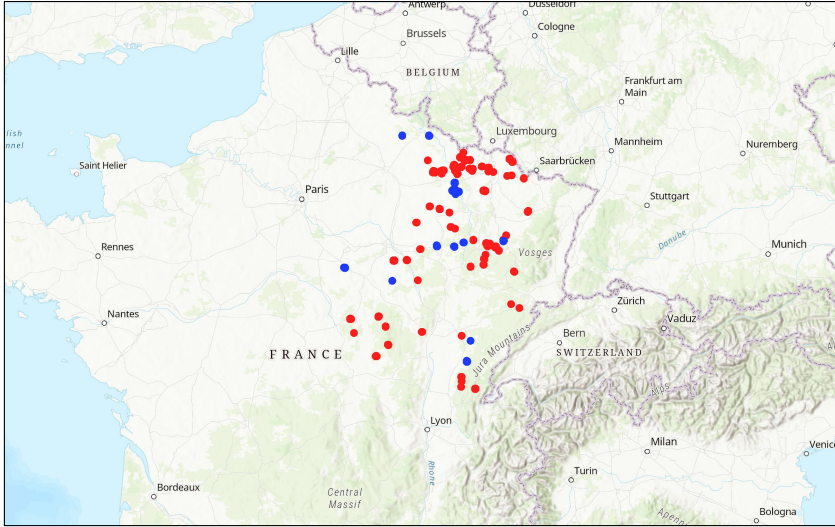 Antwerp
Düsseldorf
Cologne
Brussels
Lille
BELGIUM
Frankfurt am
Main
lish
nnel
Luxembourg
Mannheim
Nuremberg
Saint Helier
Saarbrücken
Paris
Stuttgart
Rennes
Danube
Munich
Vosges
Nantes
Zürich
Vaduz
Bern
FRANCE
SWITZERLAND
Jura Mountains
Alps
Lyon
Milan
Venice
Turin
Rhone
Bordeaux
Central
Massif
Apenn
Bologna